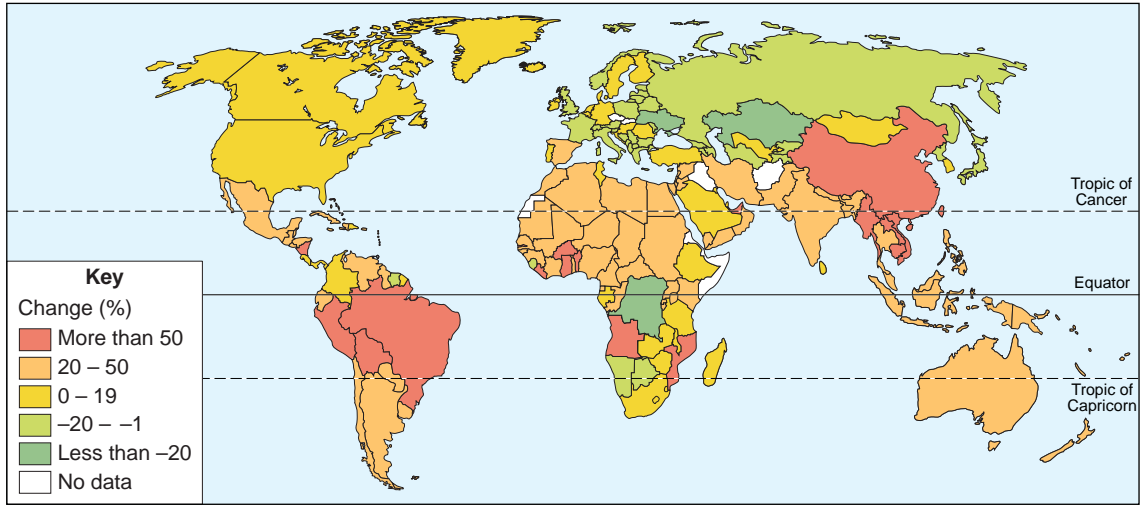 Tropic of
Cancer
Equator
Tropic of
Capricorn
Key
Change (%)
More than 50
20 – 50
0 – 19
–20 – –1
Less than –20
No data